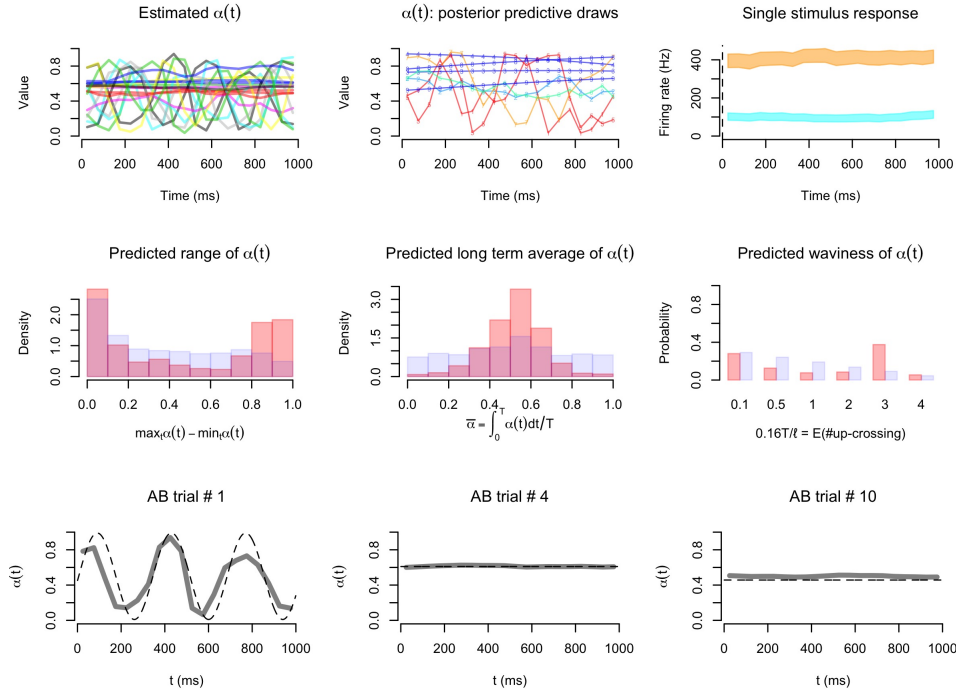 Estimated α(t)
Value
0.0 0.4 0.8
0 200 400 600 800 1000
Time (ms)
α(t): posterior predictive draws
Value
0.0 0.4 0.8
0 200 400 600 800 1000
Time (ms)
Single stimulus response
Firing rate (Hz)
0 200 400
0 200 400 600 800 1000
Time (ms)
Predicted range of α(t)
Density
0.0 1.0 2.0
0.0 0.2 0.4 0.6 0.8 1.0
maxₜα(t) − minₜα(t)
Predicted long term average of α(t)
Density
0.0 1.5 3.0
0.0 0.2 0.4 0.6 0.8 1.0
α̅ = ∫₀ᵀ α(t)dt/T
Predicted waviness of α(t)
Probability
0.0 0.4 0.8
0.1 0.5 1 2 3 4
0.16T/ℓ = E(#up-crossing)
AB trial # 1
α(t)
0.0 0.4 0.8
0 200 400 600 800 1000
t (ms)
AB trial # 4
α(t)
0.0 0.4 0.8
0 200 400 600 800 1000
t (ms)
AB trial # 10
α(t)
0.0 0.4 0.8
0 200 400 600 800 1000
t (ms)